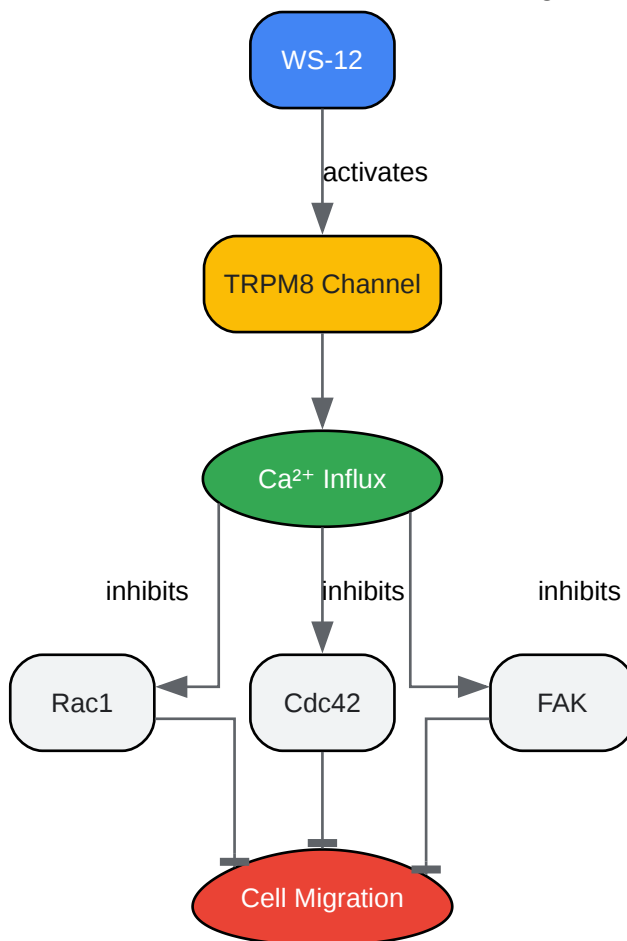 WS-12
activates
TRPM8 Channel
Ca²⁺ Influx
inhibits
inhibits
inhibits
Rac1
Cdc42
FAK
Cell Migration